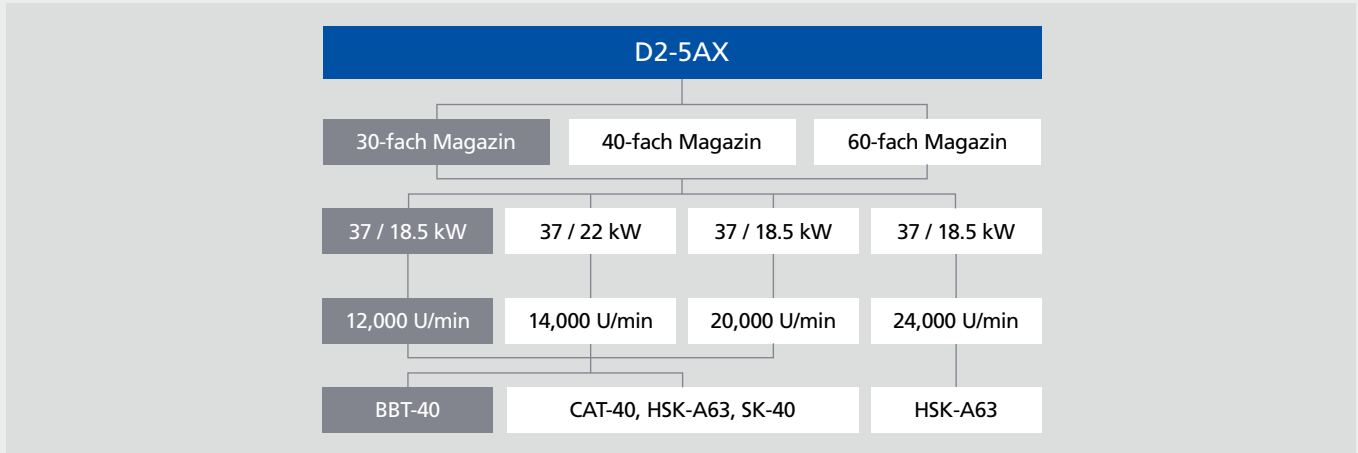 D2-5AX
30-fach Magazin
40-fach Magazin
60-fach Magazin
37 / 18.5 kW
37 / 22 kW
37 / 18.5 kW
37 / 18.5 kW
12,000 U/min
14,000 U/min
20,000 U/min
24,000 U/min
BBT-40
CAT-40, HSK-A63, SK-40
HSK-A63